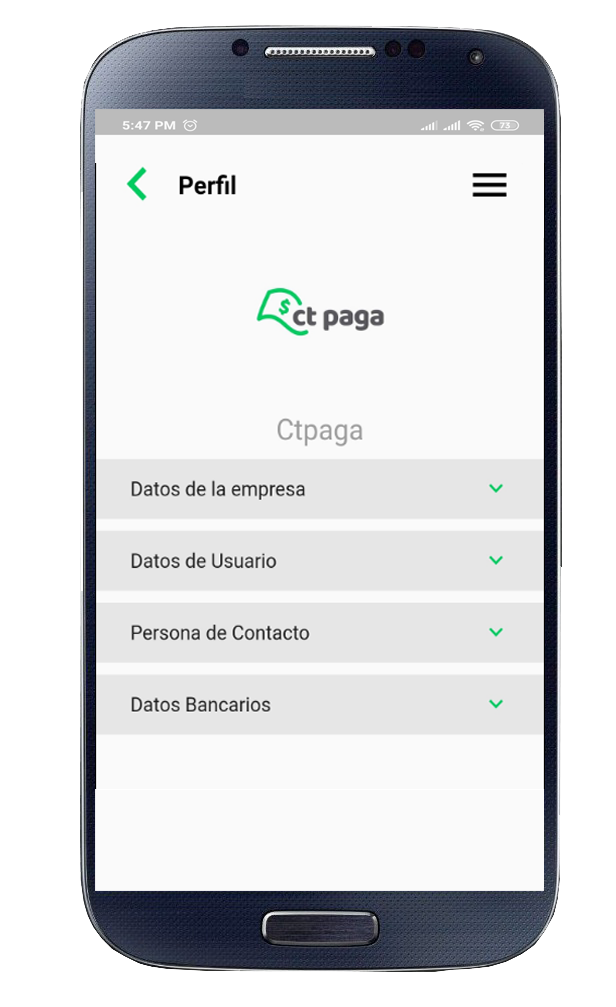 5:47 PM
73
Perfil
$
ct paga
Ctpaga
Datos de la empresa
Datos de Usuario
Persona de Contacto
Datos Bancarios